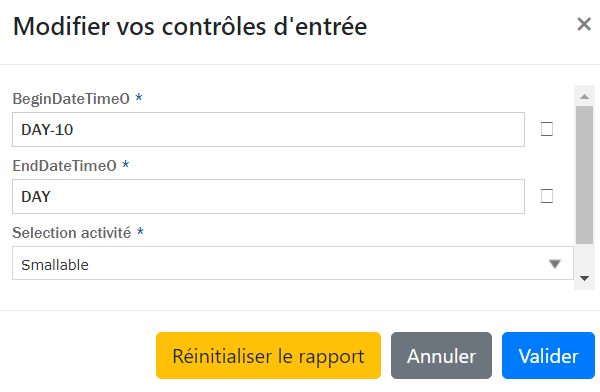 Modifier vos contrôles d'entrée
×
BeginDateTime0 *
DAY-10
EndDateTime0 *
DAY
Selection activité *
Smallable
Réinitialiser le rapport Annuler Valider